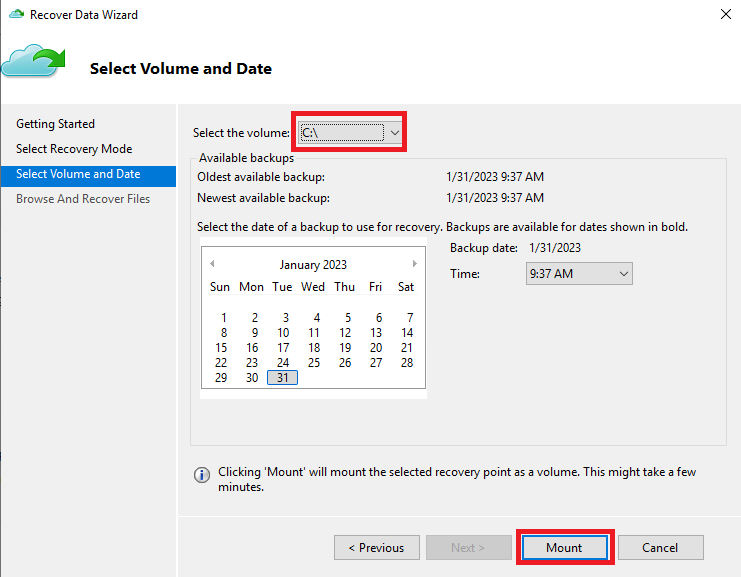 Recover Data Wizard
Select Volume and Date
Getting Started
Select Recovery Mode
Select Volume and Date
Browse And Recover Files
Select the volume: C:\
Available backups
Oldest available backup: 1/31/2023 9:37 AM
Newest available backup: 1/31/2023 9:37 AM
Select the date of a backup to use for recovery. Backups are available for dates shown in bold.
January 2023
Sun Mon Tue Wed Thu Fri Sat
1 2 3 4 5 6 7
8 9 10 11 12 13 14
15 16 17 18 19 20 21
22 23 24 25 26 27 28
29 30 31
Backup date: 1/31/2023
Time: 9:37 AM
Clicking 'Mount' will mount the selected recovery point as a volume. This might take a few
minutes.
< Previous Next > Mount Cancel